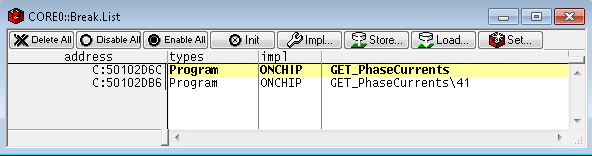 CORE0::Break.List
Delete All Disable All Enable All Init Impl... Store... Load... Set...
address types impl
C:50102D6C Program ONCHIP GET_PhaseCurrents
C:50102DB6 Program ONCHIP GET_PhaseCurrents\41